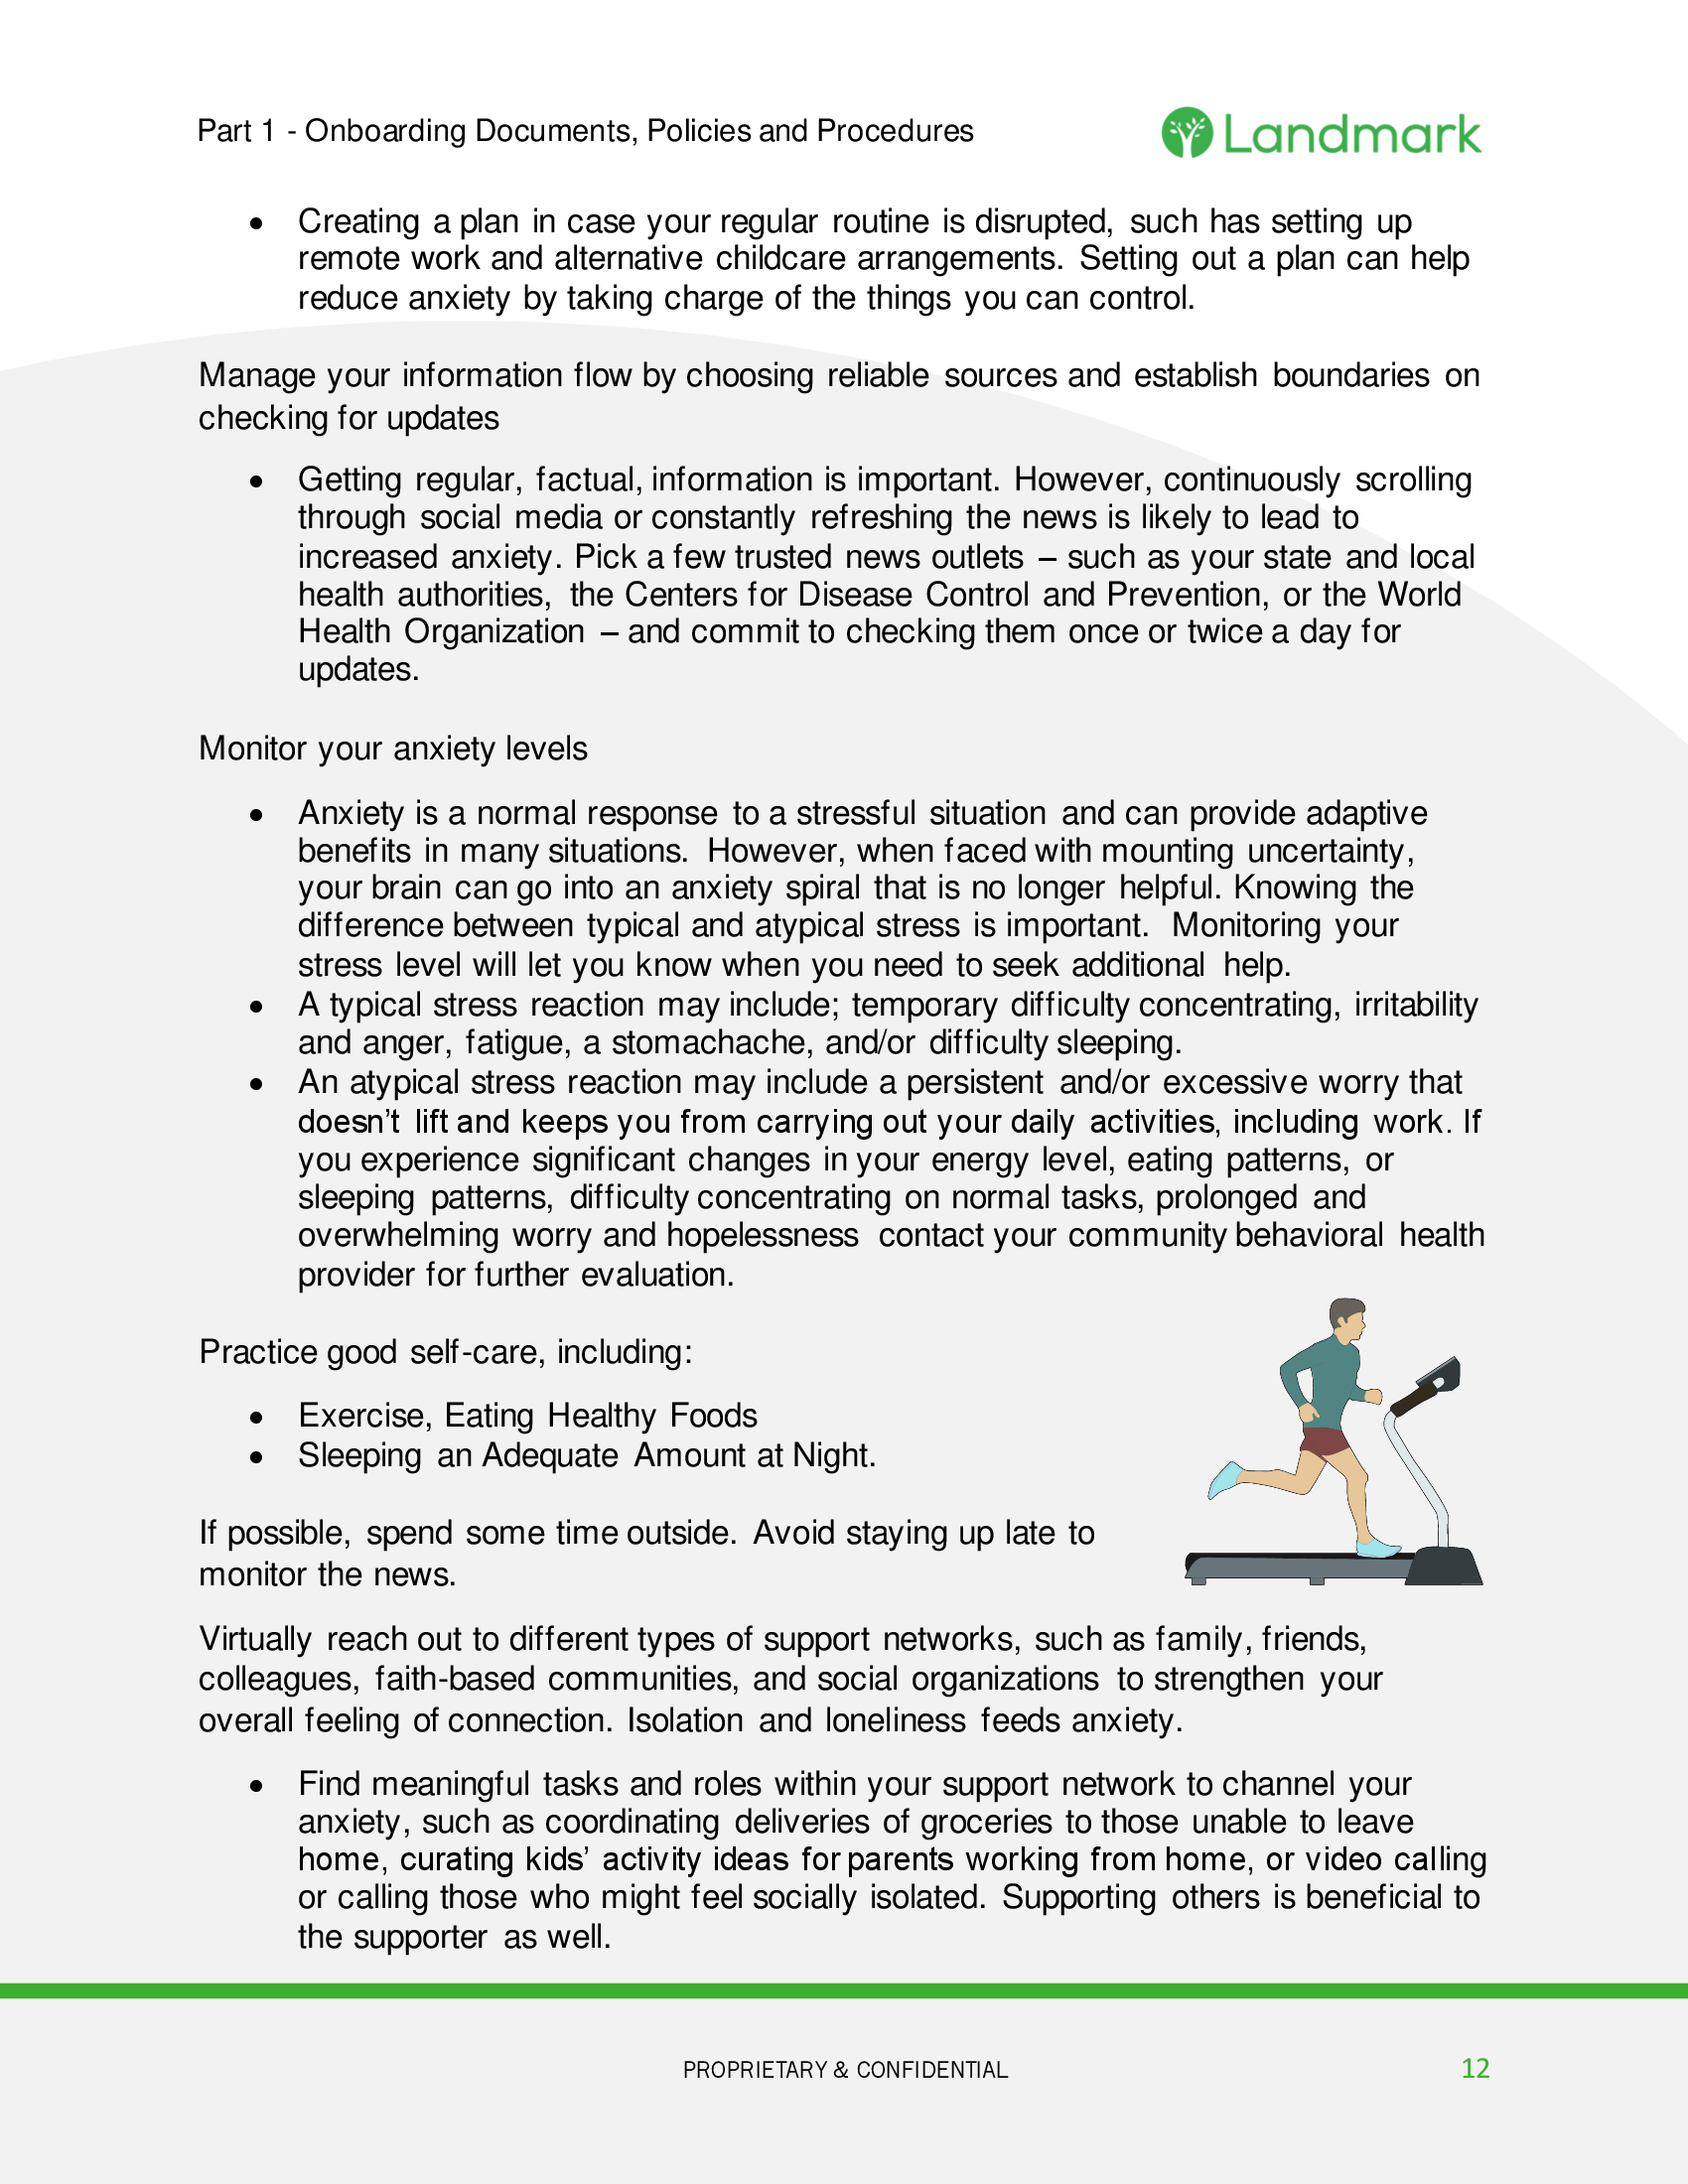 Part 1 - Onboarding Documents, Policies and Procedures
Landmark
• Creating a plan in case your regular routine is disrupted, such has setting up
remote work and alternative childcare arrangements. Setting out a plan can help
reduce anxiety by taking charge of the things you can control.
Manage your information flow by choosing reliable sources and establish boundaries on
checking for updates
• Getting regular, factual, information is important. However, continuously scrolling
through social media or constantly refreshing the news is likely to lead to
increased anxiety. Pick a few trusted news outlets – such as your state and local
health authorities, the Centers for Disease Control and Prevention, or the World
Health Organization – and commit to checking them once or twice a day for
updates.
Monitor your anxiety levels
• Anxiety is a normal response to a stressful situation and can provide adaptive
benefits in many situations. However, when faced with mounting uncertainty,
your brain can go into an anxiety spiral that is no longer helpful. Knowing the
difference between typical and atypical stress is important. Monitoring your
stress level will let you know when you need to seek additional help.
• A typical stress reaction may include; temporary difficulty concentrating, irritability
and anger, fatigue, a stomachache, and/or difficulty sleeping.
• An atypical stress reaction may include a persistent and/or excessive worry that
doesn’t lift and keeps you from carrying out your daily activities, including work. If
you experience significant changes in your energy level, eating patterns, or
sleeping patterns, difficulty concentrating on normal tasks, prolonged and
overwhelming worry and hopelessness contact your community behavioral health
provider for further evaluation.
Practice good self-care, including:
• Exercise, Eating Healthy Foods
• Sleeping an Adequate Amount at Night.
If possible, spend some time outside. Avoid staying up late to
monitor the news.
Virtually reach out to different types of support networks, such as family, friends,
colleagues, faith-based communities, and social organizations to strengthen your
overall feeling of connection. Isolation and loneliness feeds anxiety.
• Find meaningful tasks and roles within your support network to channel your
anxiety, such as coordinating deliveries of groceries to those unable to leave
home, curating kids’ activity ideas for parents working from home, or video calling
or calling those who might feel socially isolated. Supporting others is beneficial to
the supporter as well.
PROPRIETARY & CONFIDENTIAL
12